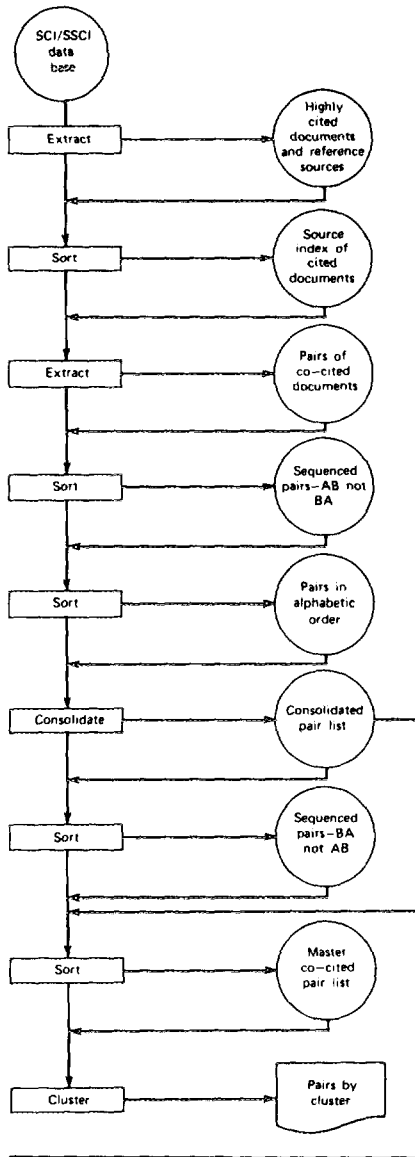 SCI/SSCI
data
base
Extract
Highly
cited
documents
and reference
sources
Sort
Source
index of
cited
documents
Extract
Pairs of
co-cited
documents
Sort
Sequenced
pairs-AB not
BA
Sort
Pairs in
alphabetic
order
Consolidate
Consolidated
pair list
Sort
Sequenced
pairs-BA
not AB
Sort
Master
co-cited
pair list
Cluster
Pairs by
cluster